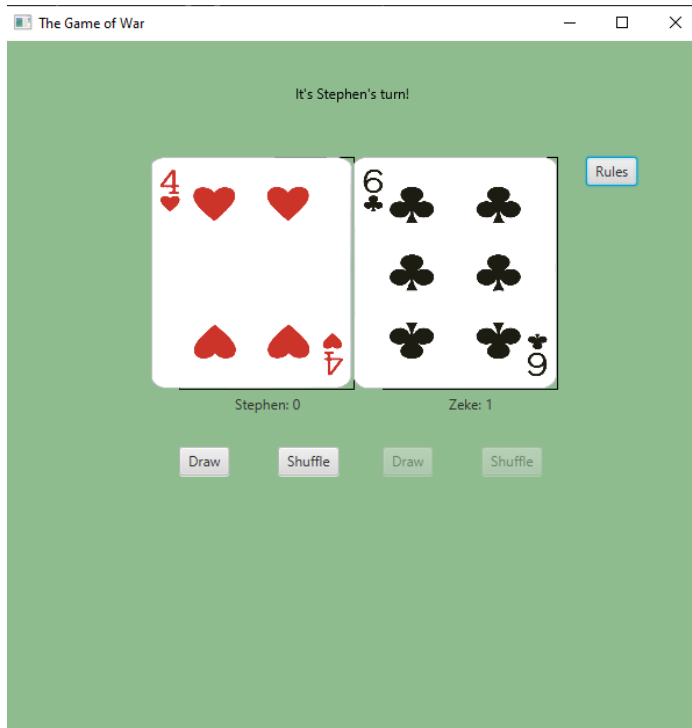 The Game of War
It's Stephen's turn!
4
6
Rules
4
6
Stephen: 0
Zeke: 1
Draw
Shuffle
Draw
Shuffle